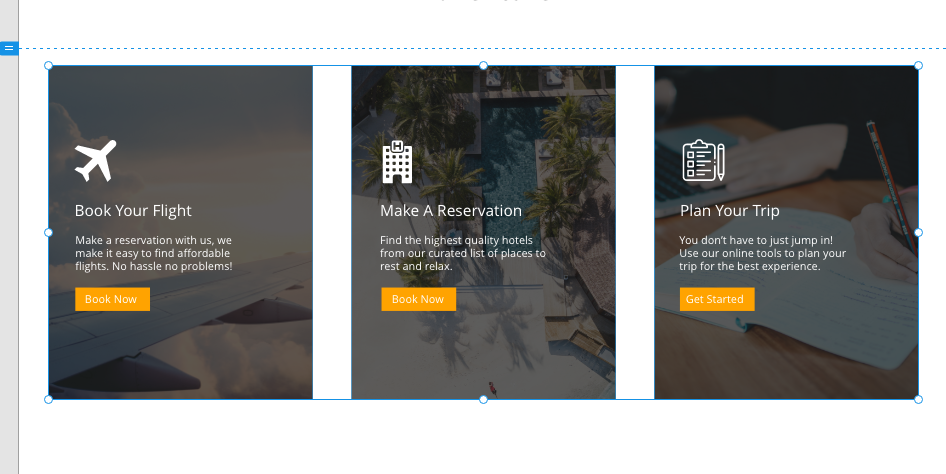 Book Your Flight
Make a reservation with us, we
make it easy to find affordable
flights. No hassle no problems!
Book Now
H
Make A Reservation
Find the highest quality hotels
from our curated list of places to
rest and relax.
Book Now
Plan Your Trip
You don’t have to just jump in!
Use our online tools to plan your
trip for the best experience.
Get Started